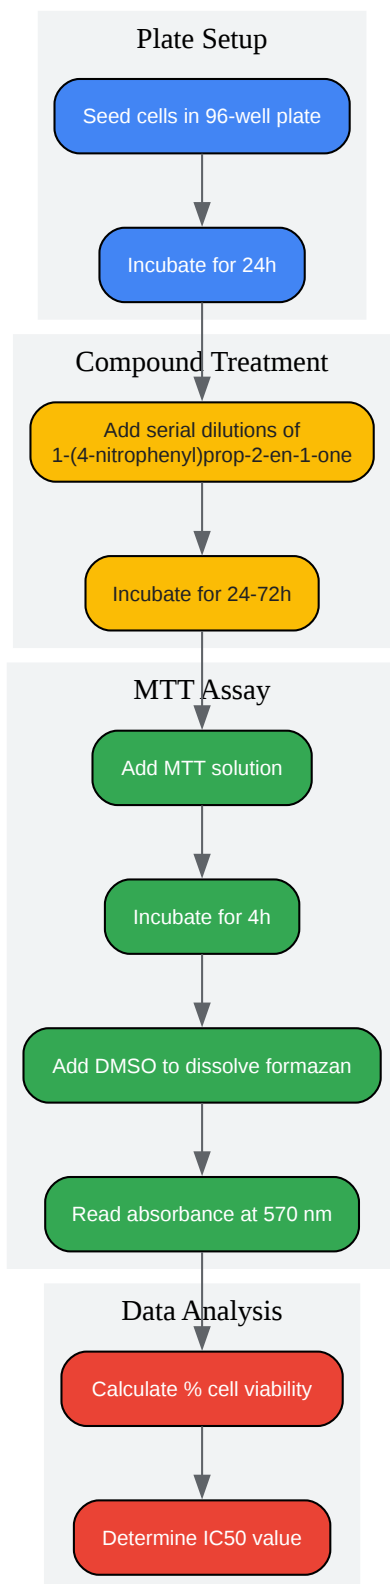 Plate Setup
Seed cells in 96-well plate
Incubate for 24h
Compound Treatment
Add serial dilutions of
1-(4-nitrophenyl)prop-2-en-1-one
Incubate for 24-72h
MTT Assay
Add MTT solution
Incubate for 4h
Add DMSO to dissolve formazan
Read absorbance at 570 nm
Data Analysis
Calculate % cell viability
Determine IC50 value